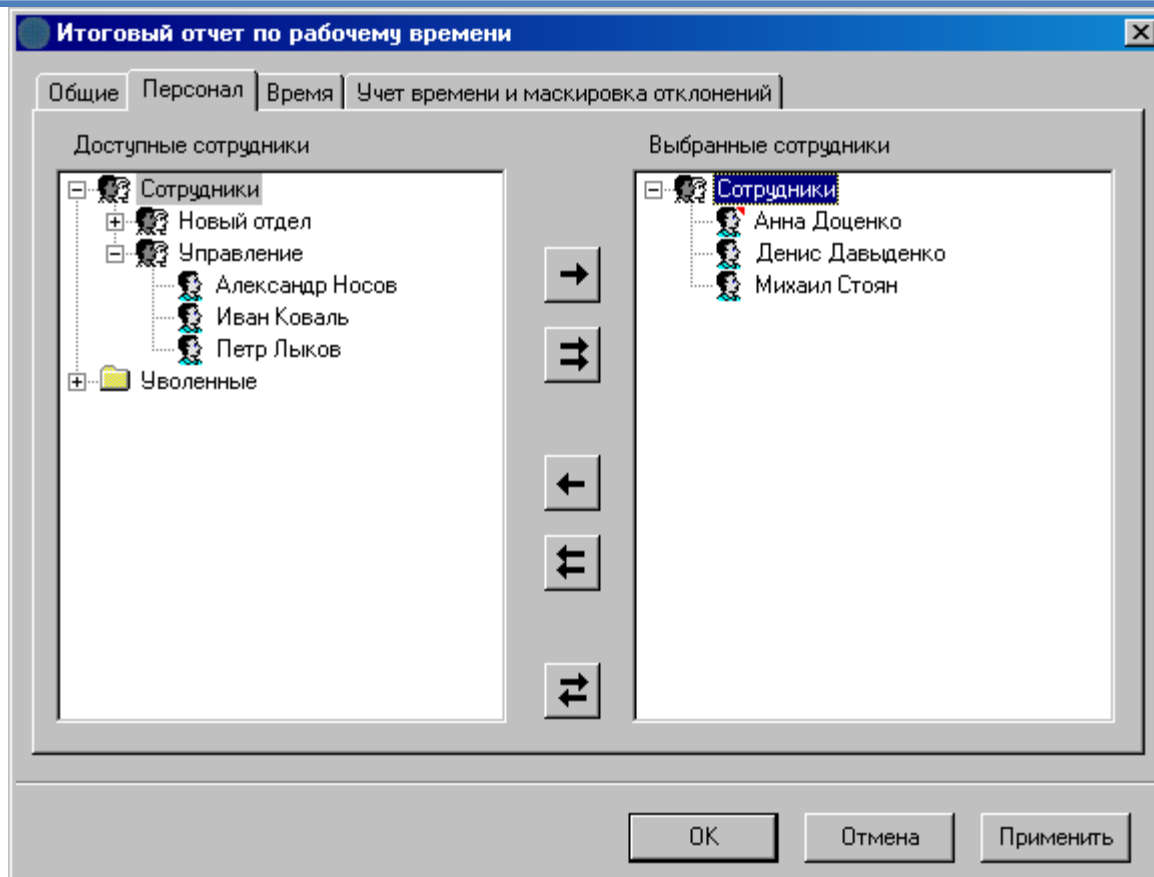 Итоговый отчет по рабочему времени
Общие Персонал Время Учет времени и маскировка отклонений
Доступные сотрудники
Сотрудники
Новый отдел
Управление
Александр Носов
Иван Коваль
Петр Лыков
Уволенные
Выбранные сотрудники
Сотрудники
Анна Доценко
Денис Давыденко
Михаил Стоян
OK Отмена Применить